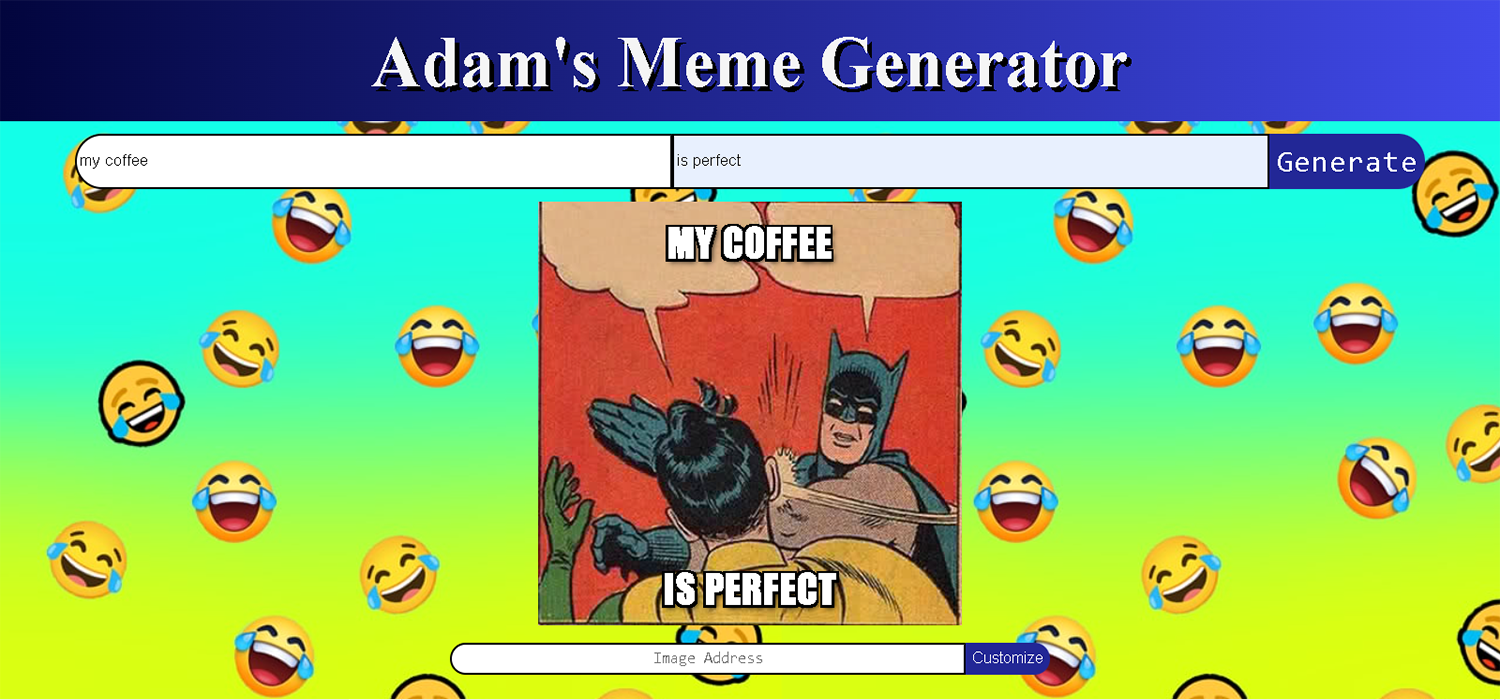 Adam's Meme Generator
my coffee
is perfect
Generate
MY COFFEE
IS PERFECT
Image Address
Customize